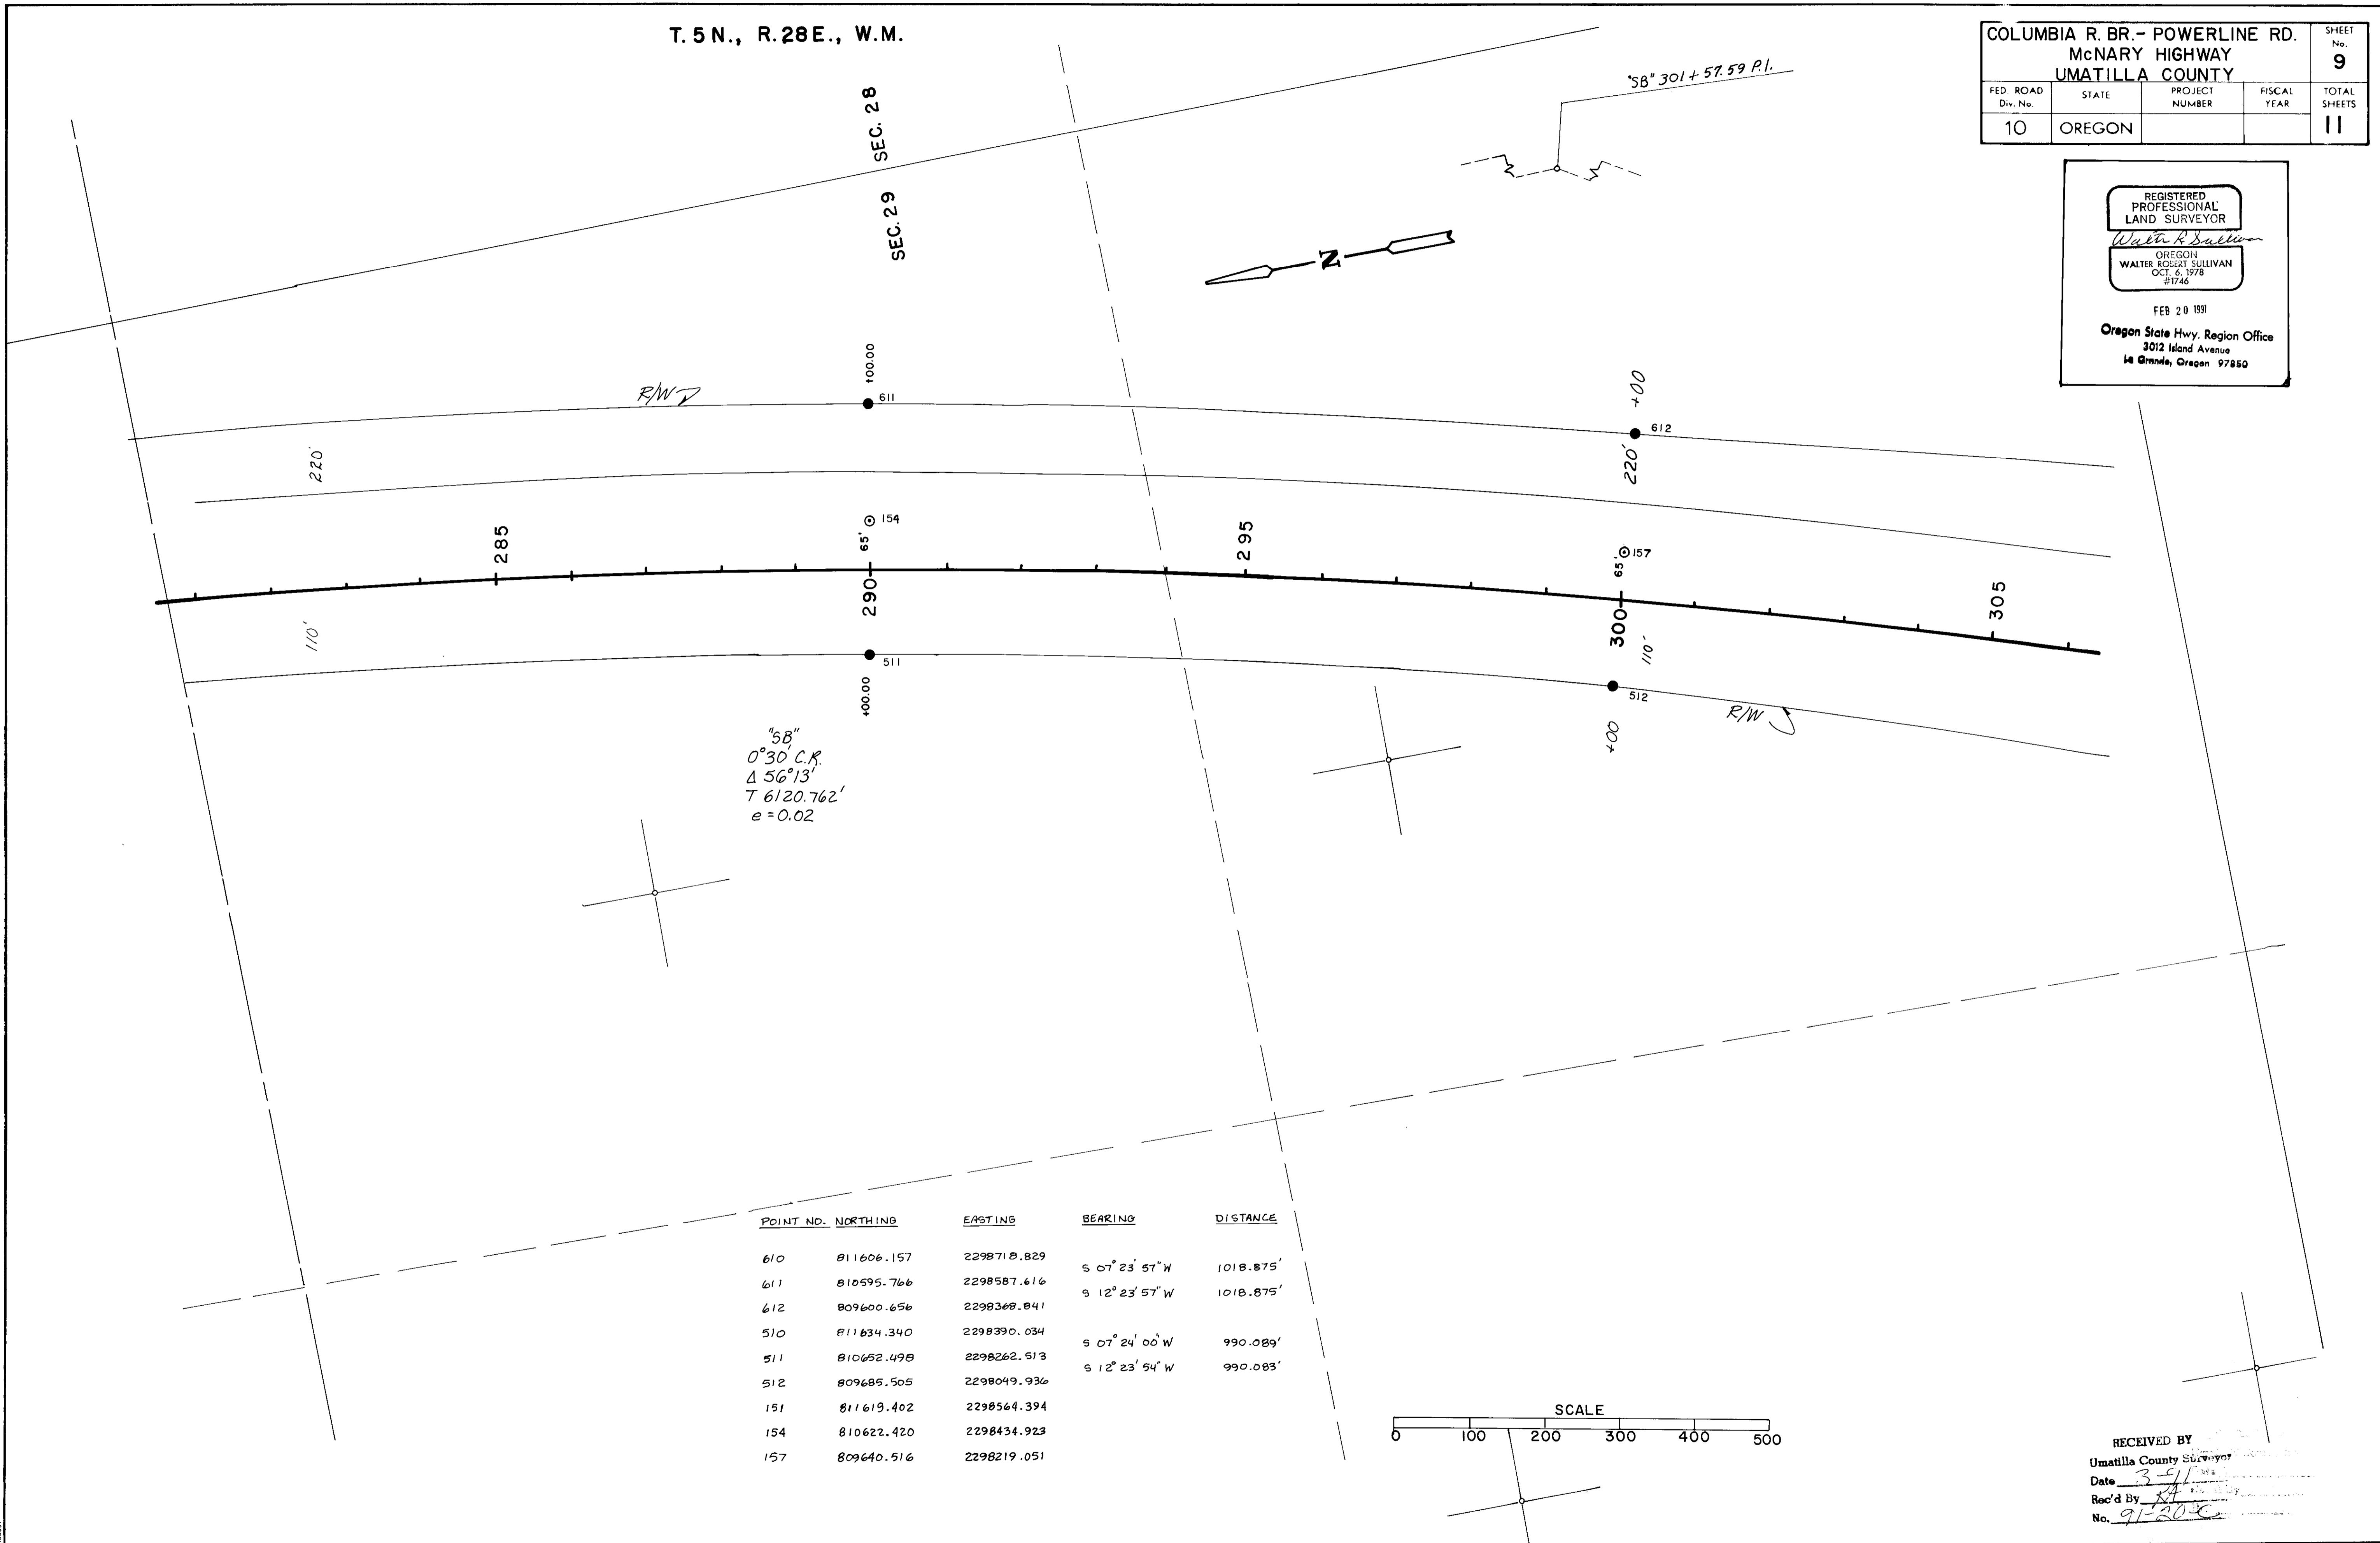 T. 5 N., R. 28 E., W.M.
COLUMBIA R. BR.- POWERLINE RD.
McNARY HIGHWAY
UMATILLA COUNTY
SHEET No. 9
FED. ROAD Div. No. STATE PROJECT NUMBER FISCAL YEAR TOTAL SHEETS
10 OREGON 11
"SB" 301 + 57.59 P.I.
SEC. 29 SEC. 28
REGISTERED
PROFESSIONAL
LAND SURVEYOR
Walter R Sullivan
OREGON
WALTER ROBERT SULLIVAN
OCT. 6, 1978
#1746
FEB 20 1991
Oregon State Hwy. Region Office
3012 Island Avenue
La Grande, Oregon 97850
N
R/W
+00.00
611
+00
612
220'
220'
285
65'
154
295
65'
157
290
300
305
110'
110'
511
+00.00
512
+00
R/W
"SB"
0°30' C.R.
Δ 56°13'
T 6120.762'
e = 0.02
POINT NO. NORTHING EASTING BEARING DISTANCE
610 811606.157 2298718.829
S 07° 23' 57" W 1018.875'
611 810595.766 2298587.616
S 12° 23' 57" W 1018.875'
612 809600.656 2298368.841
510 811634.340 2298390.034
S 07° 24' 00" W 990.089'
511 810652.498 2298262.513
S 12° 23' 54" W 990.083'
512 809685.505 2298049.936
151 811619.402 2298564.394
154 810622.420 2298434.923
157 809640.516 2298219.051
SCALE
0 100 200 300 400 500
RECEIVED BY
Umatilla County Surveyor
Date 3-91
Rec'd By
No. 91-20-C